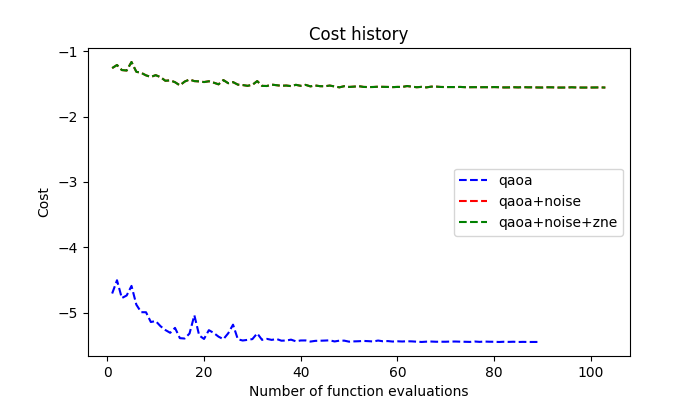 Cost history
−1
−2
−3
−4
−5
Cost
qaoa
qaoa+noise
qaoa+noise+zne
0 20 40 60 80 100
Number of function evaluations